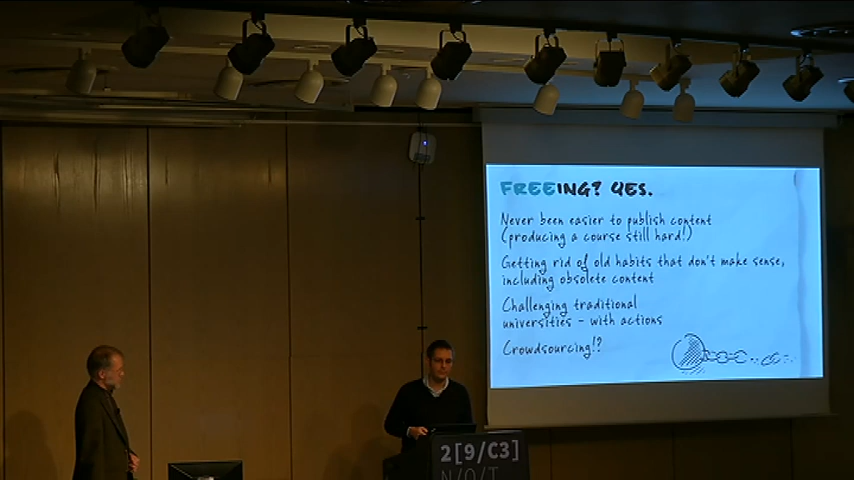 FREEING? YES.
Never been easier to publish content
(producing a course still hard!)
Getting rid of old habits that don't make sense,
including obsolete content
Challenging traditional
universities - with actions
Crowdsourcing!?
2[9/C3]
N/O/T